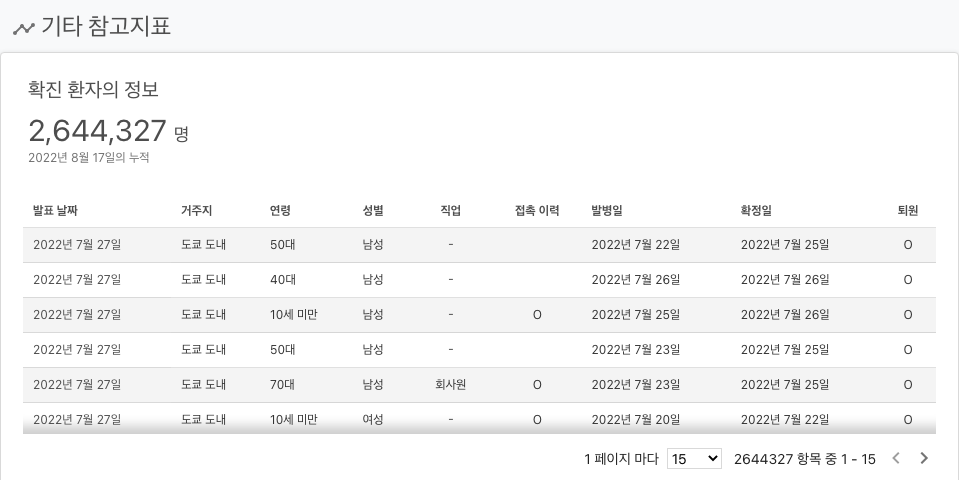 기타 참고지표
확진 환자의 정보
2,644,327 명
2022년 8월 17일의 누적
발표 날짜 거주지 연령 성별 직업 접촉 이력 발병일 확정일 퇴원
2022년 7월 27일 도쿄 도내 50대 남성 - 2022년 7월 22일 2022년 7월 25일 O
2022년 7월 27일 도쿄 도내 40대 남성 - 2022년 7월 26일 2022년 7월 26일 O
2022년 7월 27일 도쿄 도내 10세 미만 남성 - O 2022년 7월 25일 2022년 7월 26일 O
2022년 7월 27일 도쿄 도내 50대 남성 - 2022년 7월 23일 2022년 7월 25일 O
2022년 7월 27일 도쿄 도내 70대 남성 회사원 O 2022년 7월 23일 2022년 7월 25일 O
2022년 7월 27일 도쿄 도내 10세 미만 여성 - O 2022년 7월 20일 2022년 7월 22일 O
1 페이지 마다 15 2644327 항목 중 1 - 15